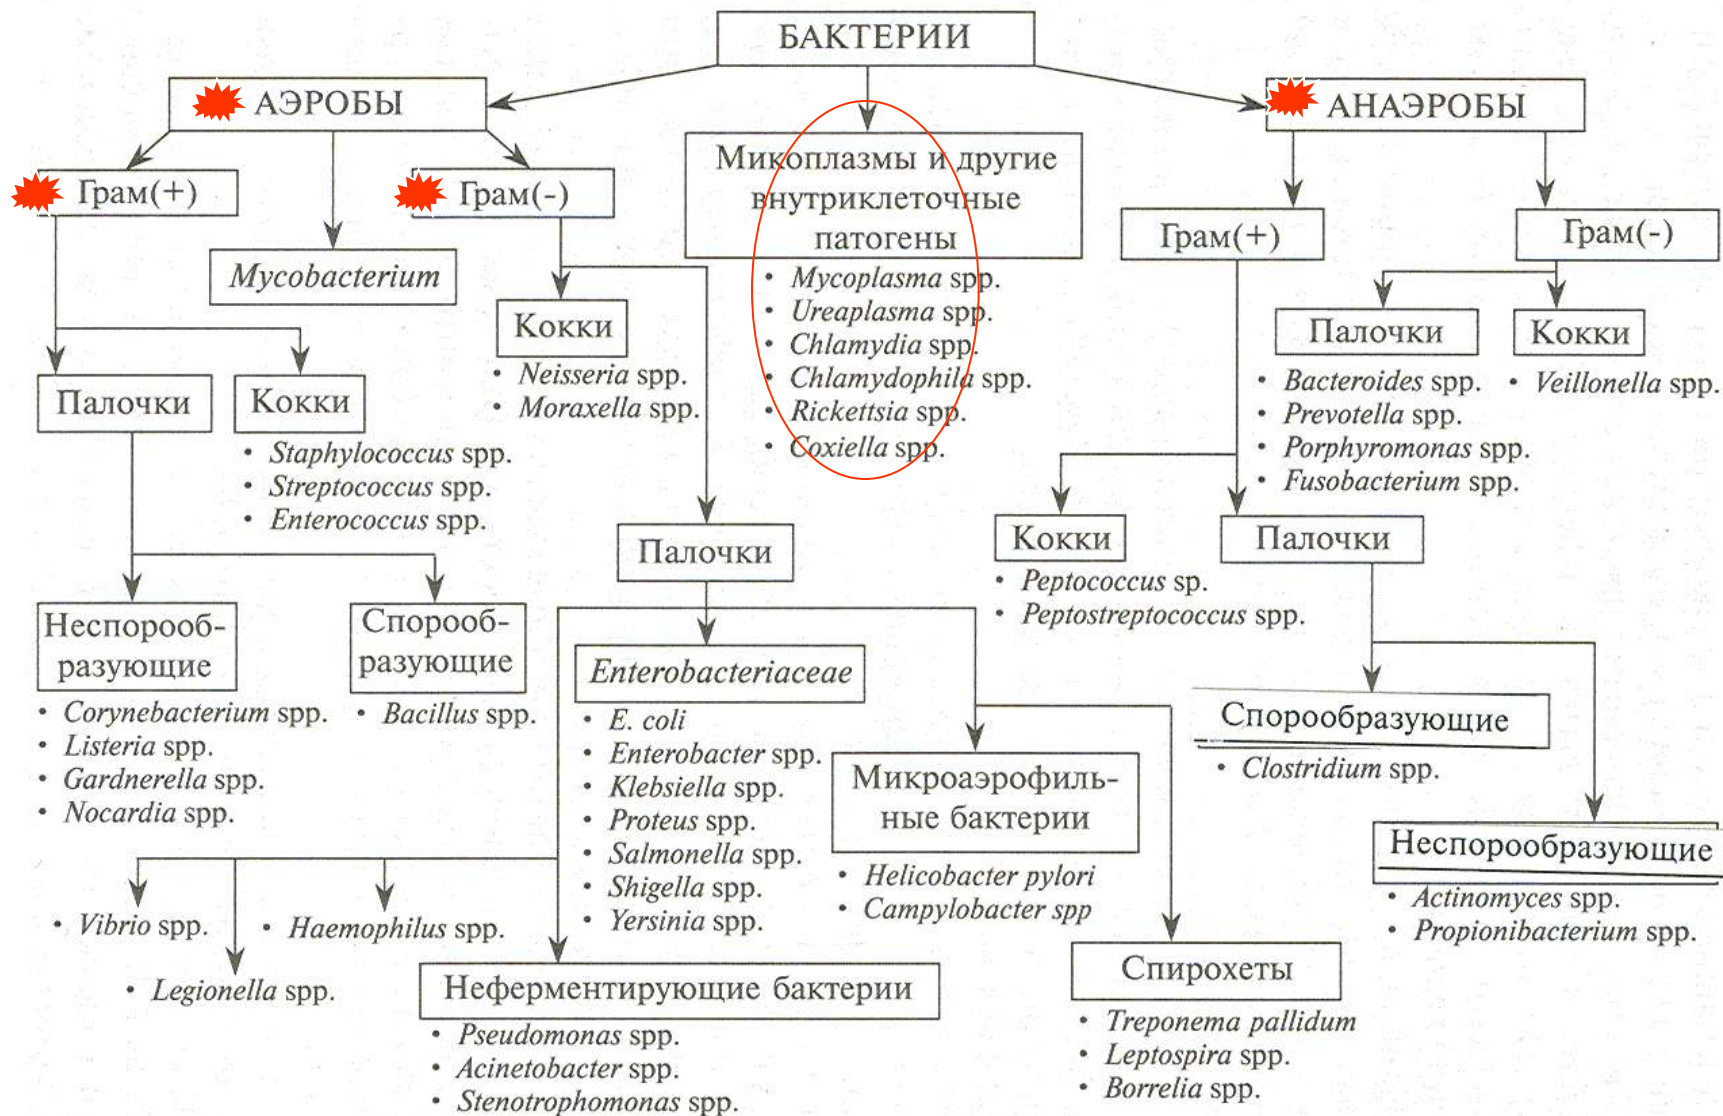 БАКТЕРИИ
АЭРОБЫ
АНАЭРОБЫ
Грам(+)
Грам(-)
Mycobacterium
Микоплазмы и другие
внутриклеточные
патогены
• Mycoplasma spp.
• Ureaplasma spp.
• Chlamydia spp.
• Chlamydophila spp.
• Rickettsia spp.
• Coxiella spp.
Грам(+)
Грам(-)
Кокки
• Neisseria spp.
• Moraxella spp.
Палочки
Кокки
• Bacteroides spp.
• Prevotella spp.
• Porphyromonas spp.
• Fusobacterium spp.
• Veillonella spp.
Палочки
Кокки
• Staphylococcus spp.
• Streptococcus spp.
• Enterococcus spp.
Палочки
Кокки
• Peptococcus sp.
• Peptostreptococcus spp.
Палочки
Неспорооб-
разующие
• Corynebacterium spp.
• Listeria spp.
• Gardnerella spp.
• Nocardia spp.
Спорооб-
разующие
• Bacillus spp.
Enterobacteriaceae
• E. coli
• Enterobacter spp.
• Klebsiella spp.
• Proteus spp.
• Salmonella spp.
• Shigella spp.
• Yersinia spp.
Микроаэрофиль-
ные бактерии
• Helicobacter pylori
• Campylobacter spp
Спорообразующие
• Clostridium spp.
Неспорообразующие
• Actinomyces spp.
• Propionibacterium spp.
• Vibrio spp.
• Haemophilus spp.
• Legionella spp.
Неферментирующие бактерии
• Pseudomonas spp.
• Acinetobacter spp.
• Stenotrophomonas spp.
Спирохеты
• Treponema pallidum
• Leptospira spp.
• Borrelia spp.